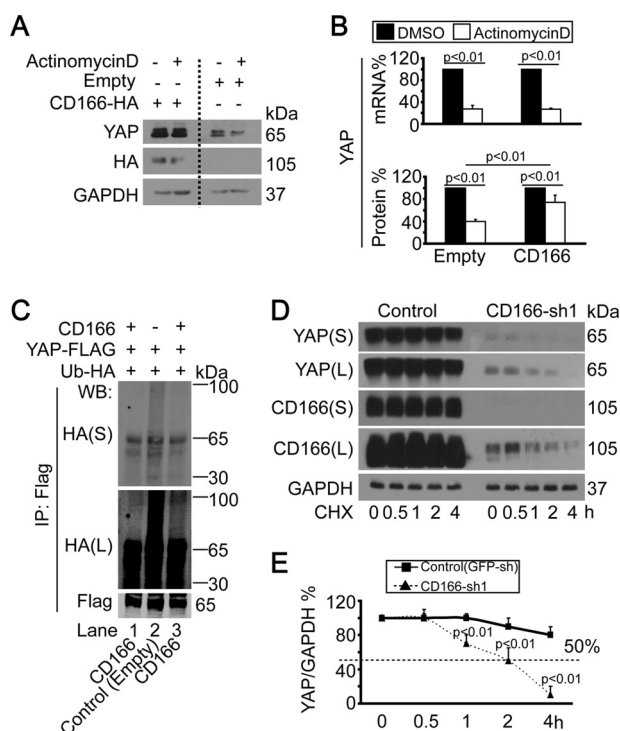 A
ActinomycinD - + - +
Empty - - + +
CD166-HA + + - -
kDa
YAP 65
HA 105
GAPDH 37
B
DMSO ActinomycinD
YAP
mRNA%
100
80
40
0
p<0.01 p<0.01
p<0.01
Protein %
100
80
40
0
p<0.01 p<0.01
Empty CD166
C
CD166 + - +
YAP-FLAG + + +
Ub-HA + + + kDa
IP: Flag
WB:
100
HA(S) 65
30
100
HA(L) 65
30
Flag 65
Lane 1 2 3
CD166
Control (Empty)
CD166
D
Control CD166-sh1 kDa
YAP(S) 65
YAP(L) 65
CD166(S) 105
CD166(L) 105
GAPDH 37
CHX 0 0.5 1 2 4 0 0.5 1 2 4 h
E
Control(GFP-sh)
CD166-sh1
YAP/GAPDH %
100
80
40
0
50%
p<0.01
p<0.01
p<0.01
0 0.5 1 2 4h